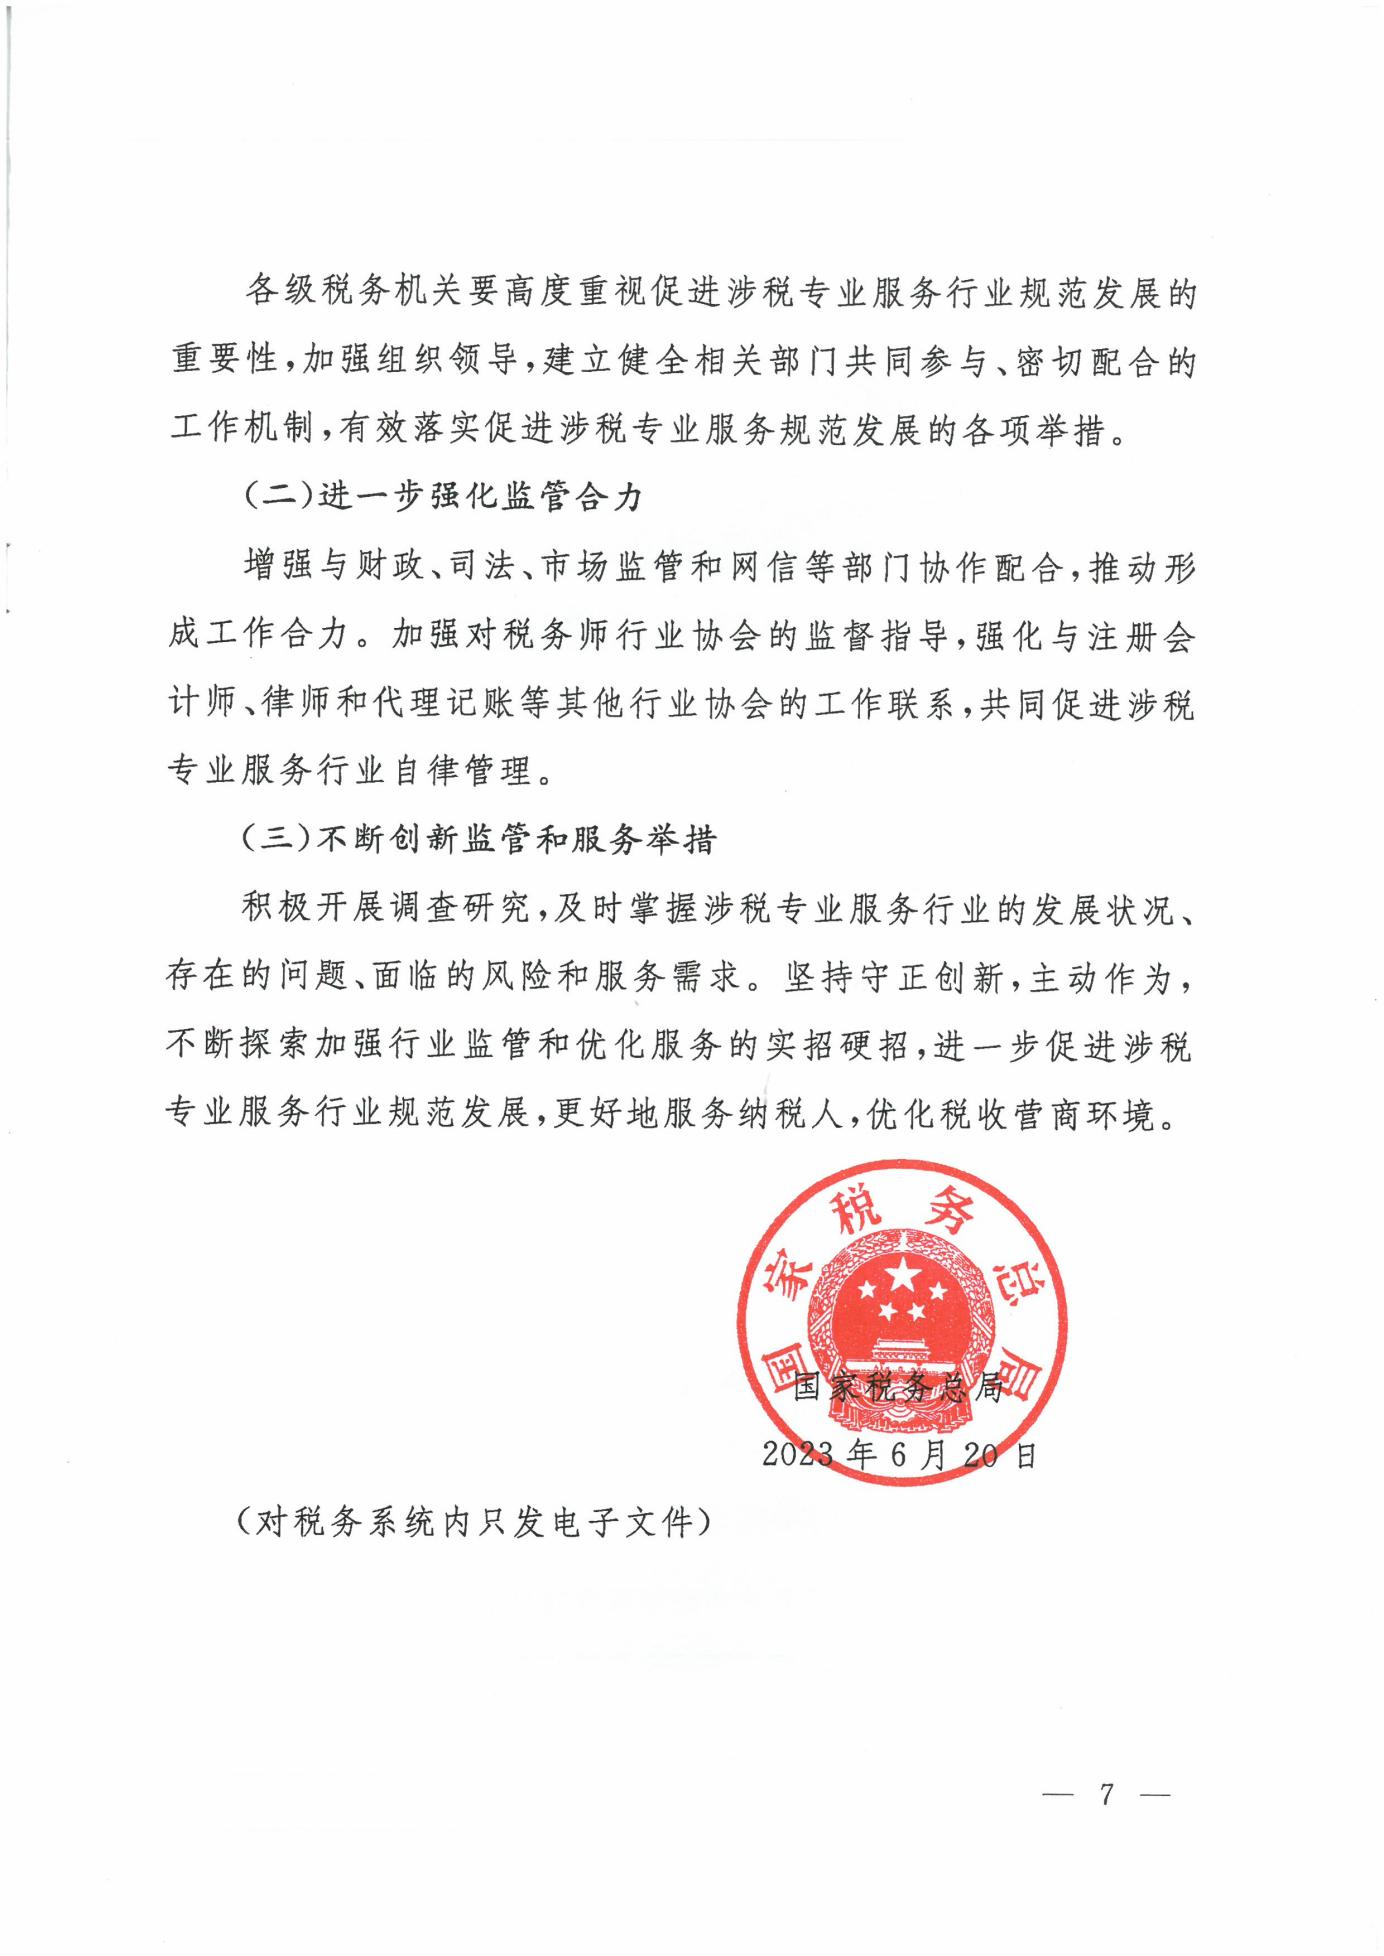 各级税务机关要高度重视促进涉税专业服务行业规范发展的
重要性,加强组织领导,建立健全相关部门共同参与、密切配合的
工作机制,有效落实促进涉税专业服务规范发展的各项举措。
(二)进一步强化监管合力
增强与财政、司法、市场监管和网信等部门协作配合,推动形
成工作合力。加强对税务师行业协会的监督指导,强化与注册会
计师、律师和代理记账等其他行业协会的工作联系,共同促进涉税
专业服务行业自律管理。
(三)不断创新监管和服务举措
积极开展调查研究,及时掌握涉税专业服务行业的发展状况、
存在的问题、面临的风险和服务需求。坚持守正创新,主动作为,
不断探索加强行业监管和优化服务的实招硬招,进一步促进涉税
专业服务行业规范发展,更好地服务纳税人,优化税收营商环境。
国家税务总局
国家税务总局
2023年6月20日
(对税务系统内只发电子文件)
— 7 —